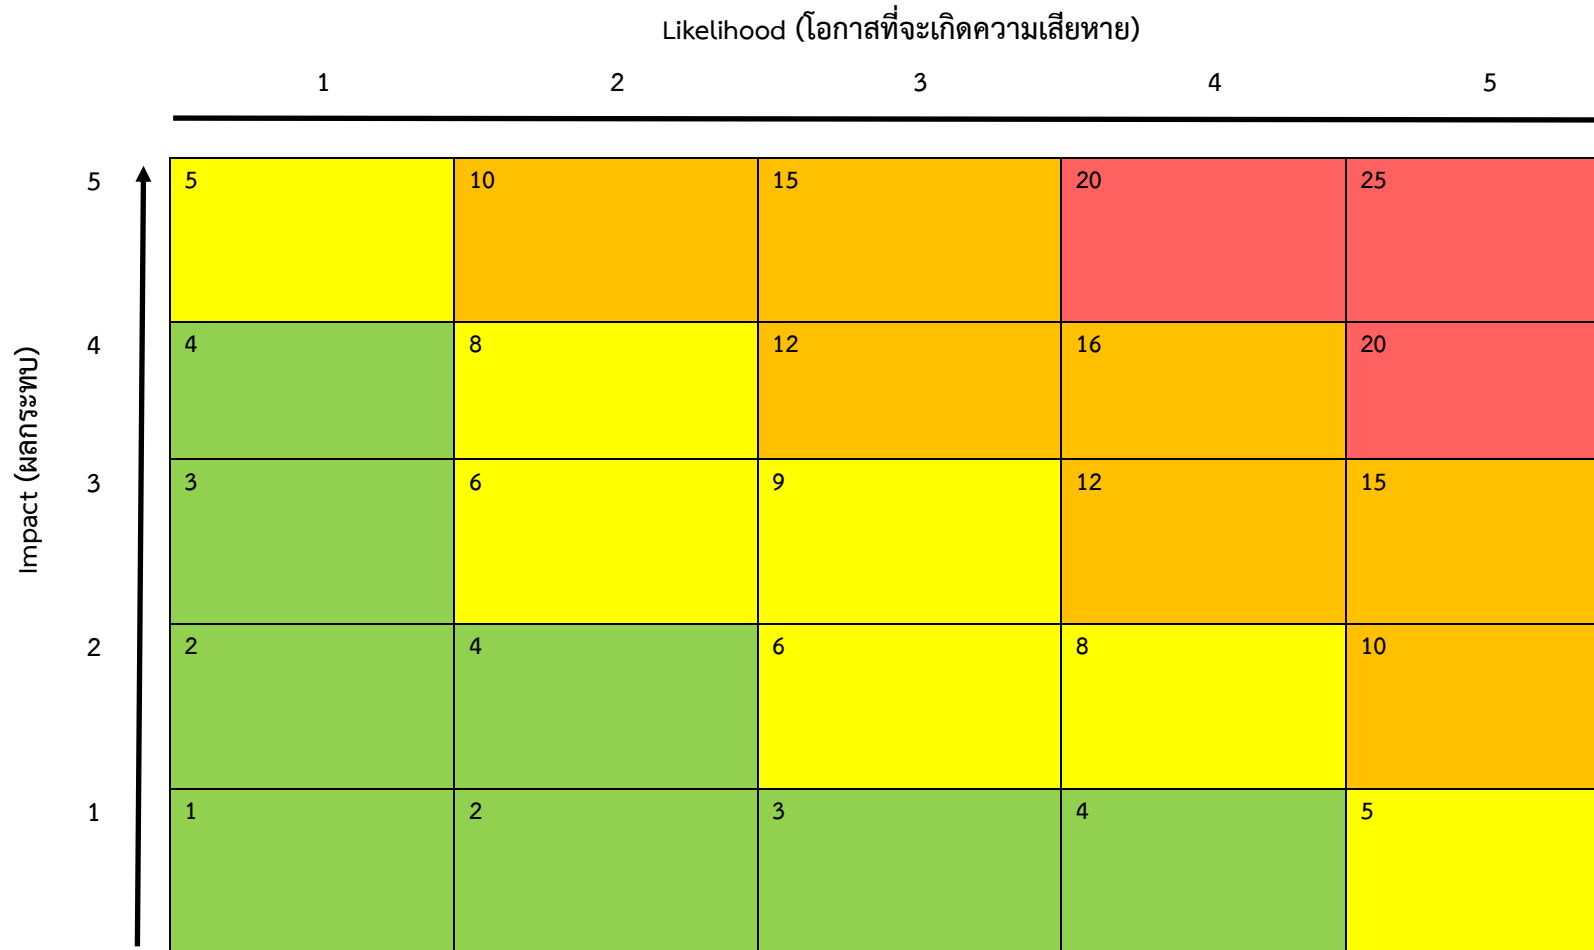 Likelihood (โอกาสที่จะเกิดความเสียหาย)
1 2 3 4 5
Impact (ผลกระทบ)
5 5 10 15 20 25
4 4 8 12 16 20
3 3 6 9 12 15
2 2 4 6 8 10
1 1 2 3 4 5